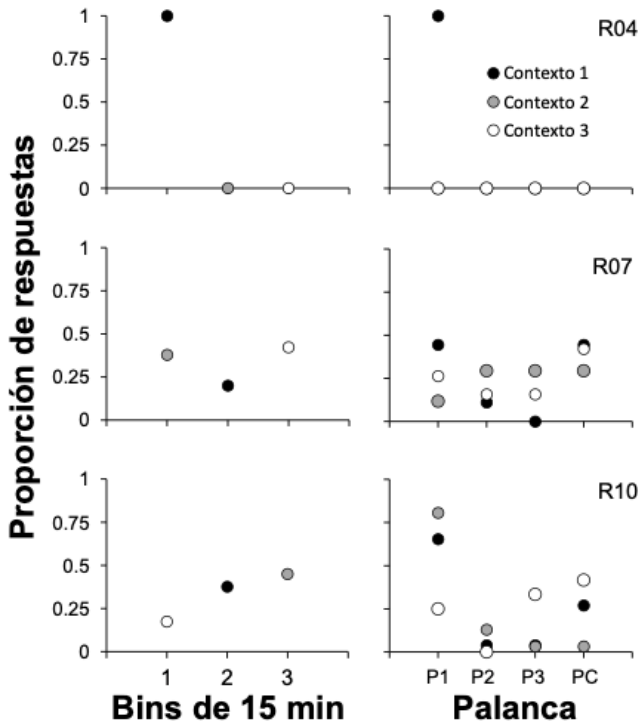 Proporción de respuestas
1
0.75
0.5
0.25
0
R04
Contexto 1
Contexto 2
Contexto 3
1
0.75
0.5
0.25
0
R07
1
0.75
0.5
0.25
0
R10
1 2 3
P1 P2 P3 PC
Bins de 15 min
Palanca